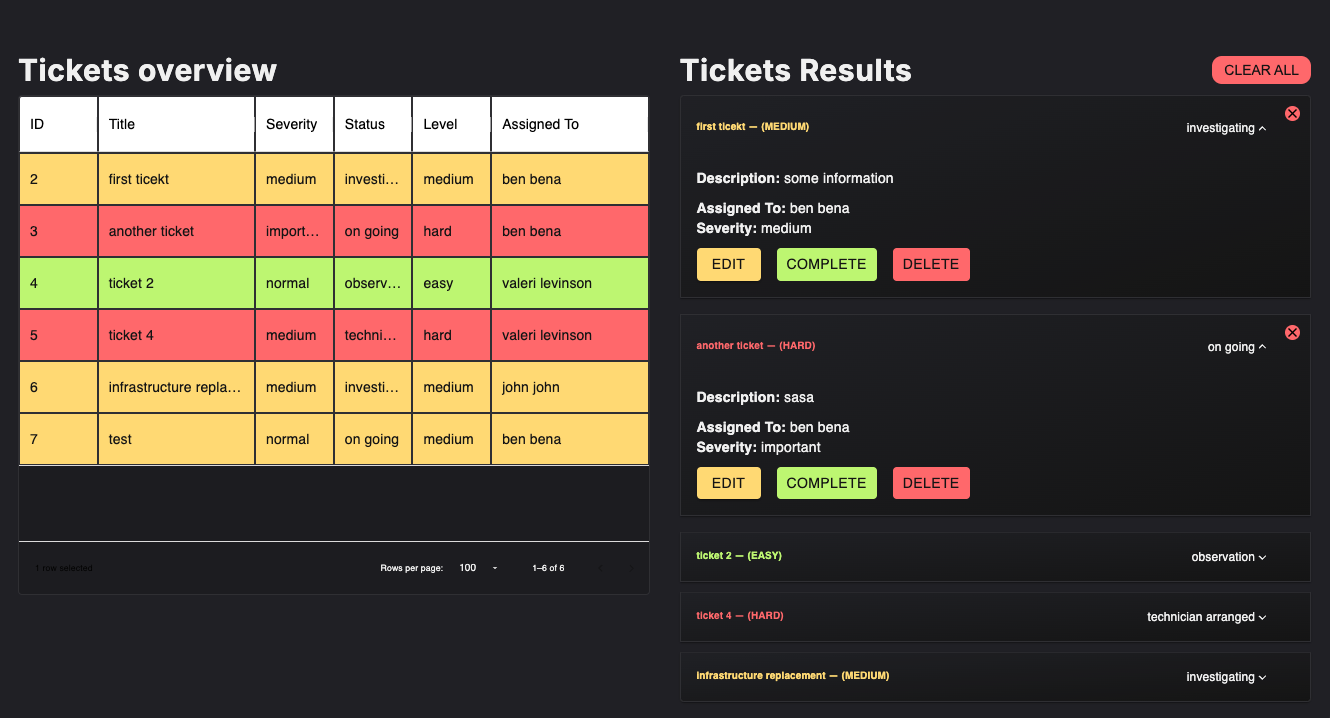 Tickets overview
ID Title Severity Status Level Assigned To
2 first ticekt medium investi... medium ben bena
3 another ticket import... on going hard ben bena
4 ticket 2 normal observ... easy valeri levinson
5 ticket 4 medium techni... hard valeri levinson
6 infrastructure repla... medium investi... medium john john
7 test normal on going medium ben bena
1 row selected Rows per page: 100 1–6 of 6
Tickets Results CLEAR ALL
first ticekt — (MEDIUM) investigating
Description: some information
Assigned To: ben bena
Severity: medium
EDIT COMPLETE DELETE
another ticket — (HARD) on going
Description: sasa
Assigned To: ben bena
Severity: important
EDIT COMPLETE DELETE
ticket 2 — (EASY) observation
ticket 4 — (HARD) technician arranged
infrastructure replacement — (MEDIUM) investigating